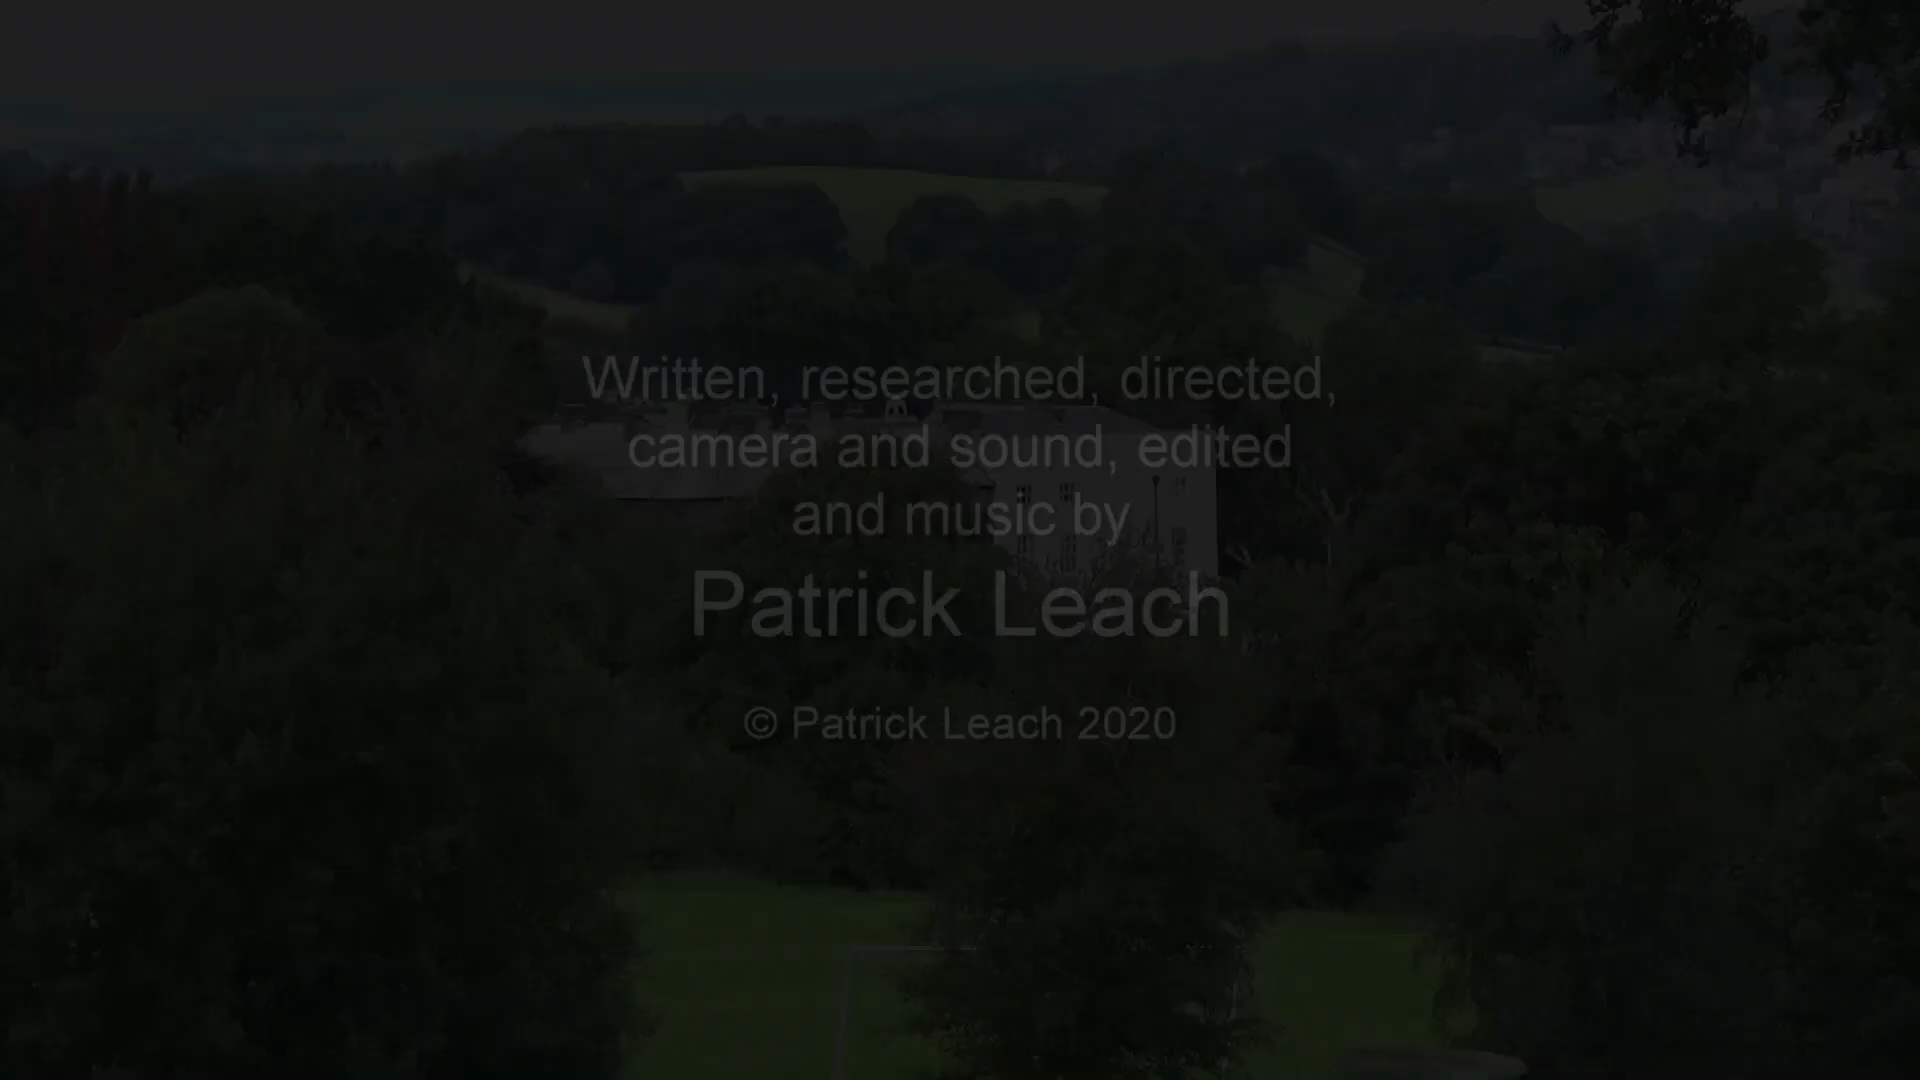 Written, researched, directed,
camera and sound, edited
and music by
Patrick Leach
© Patrick Leach 2020